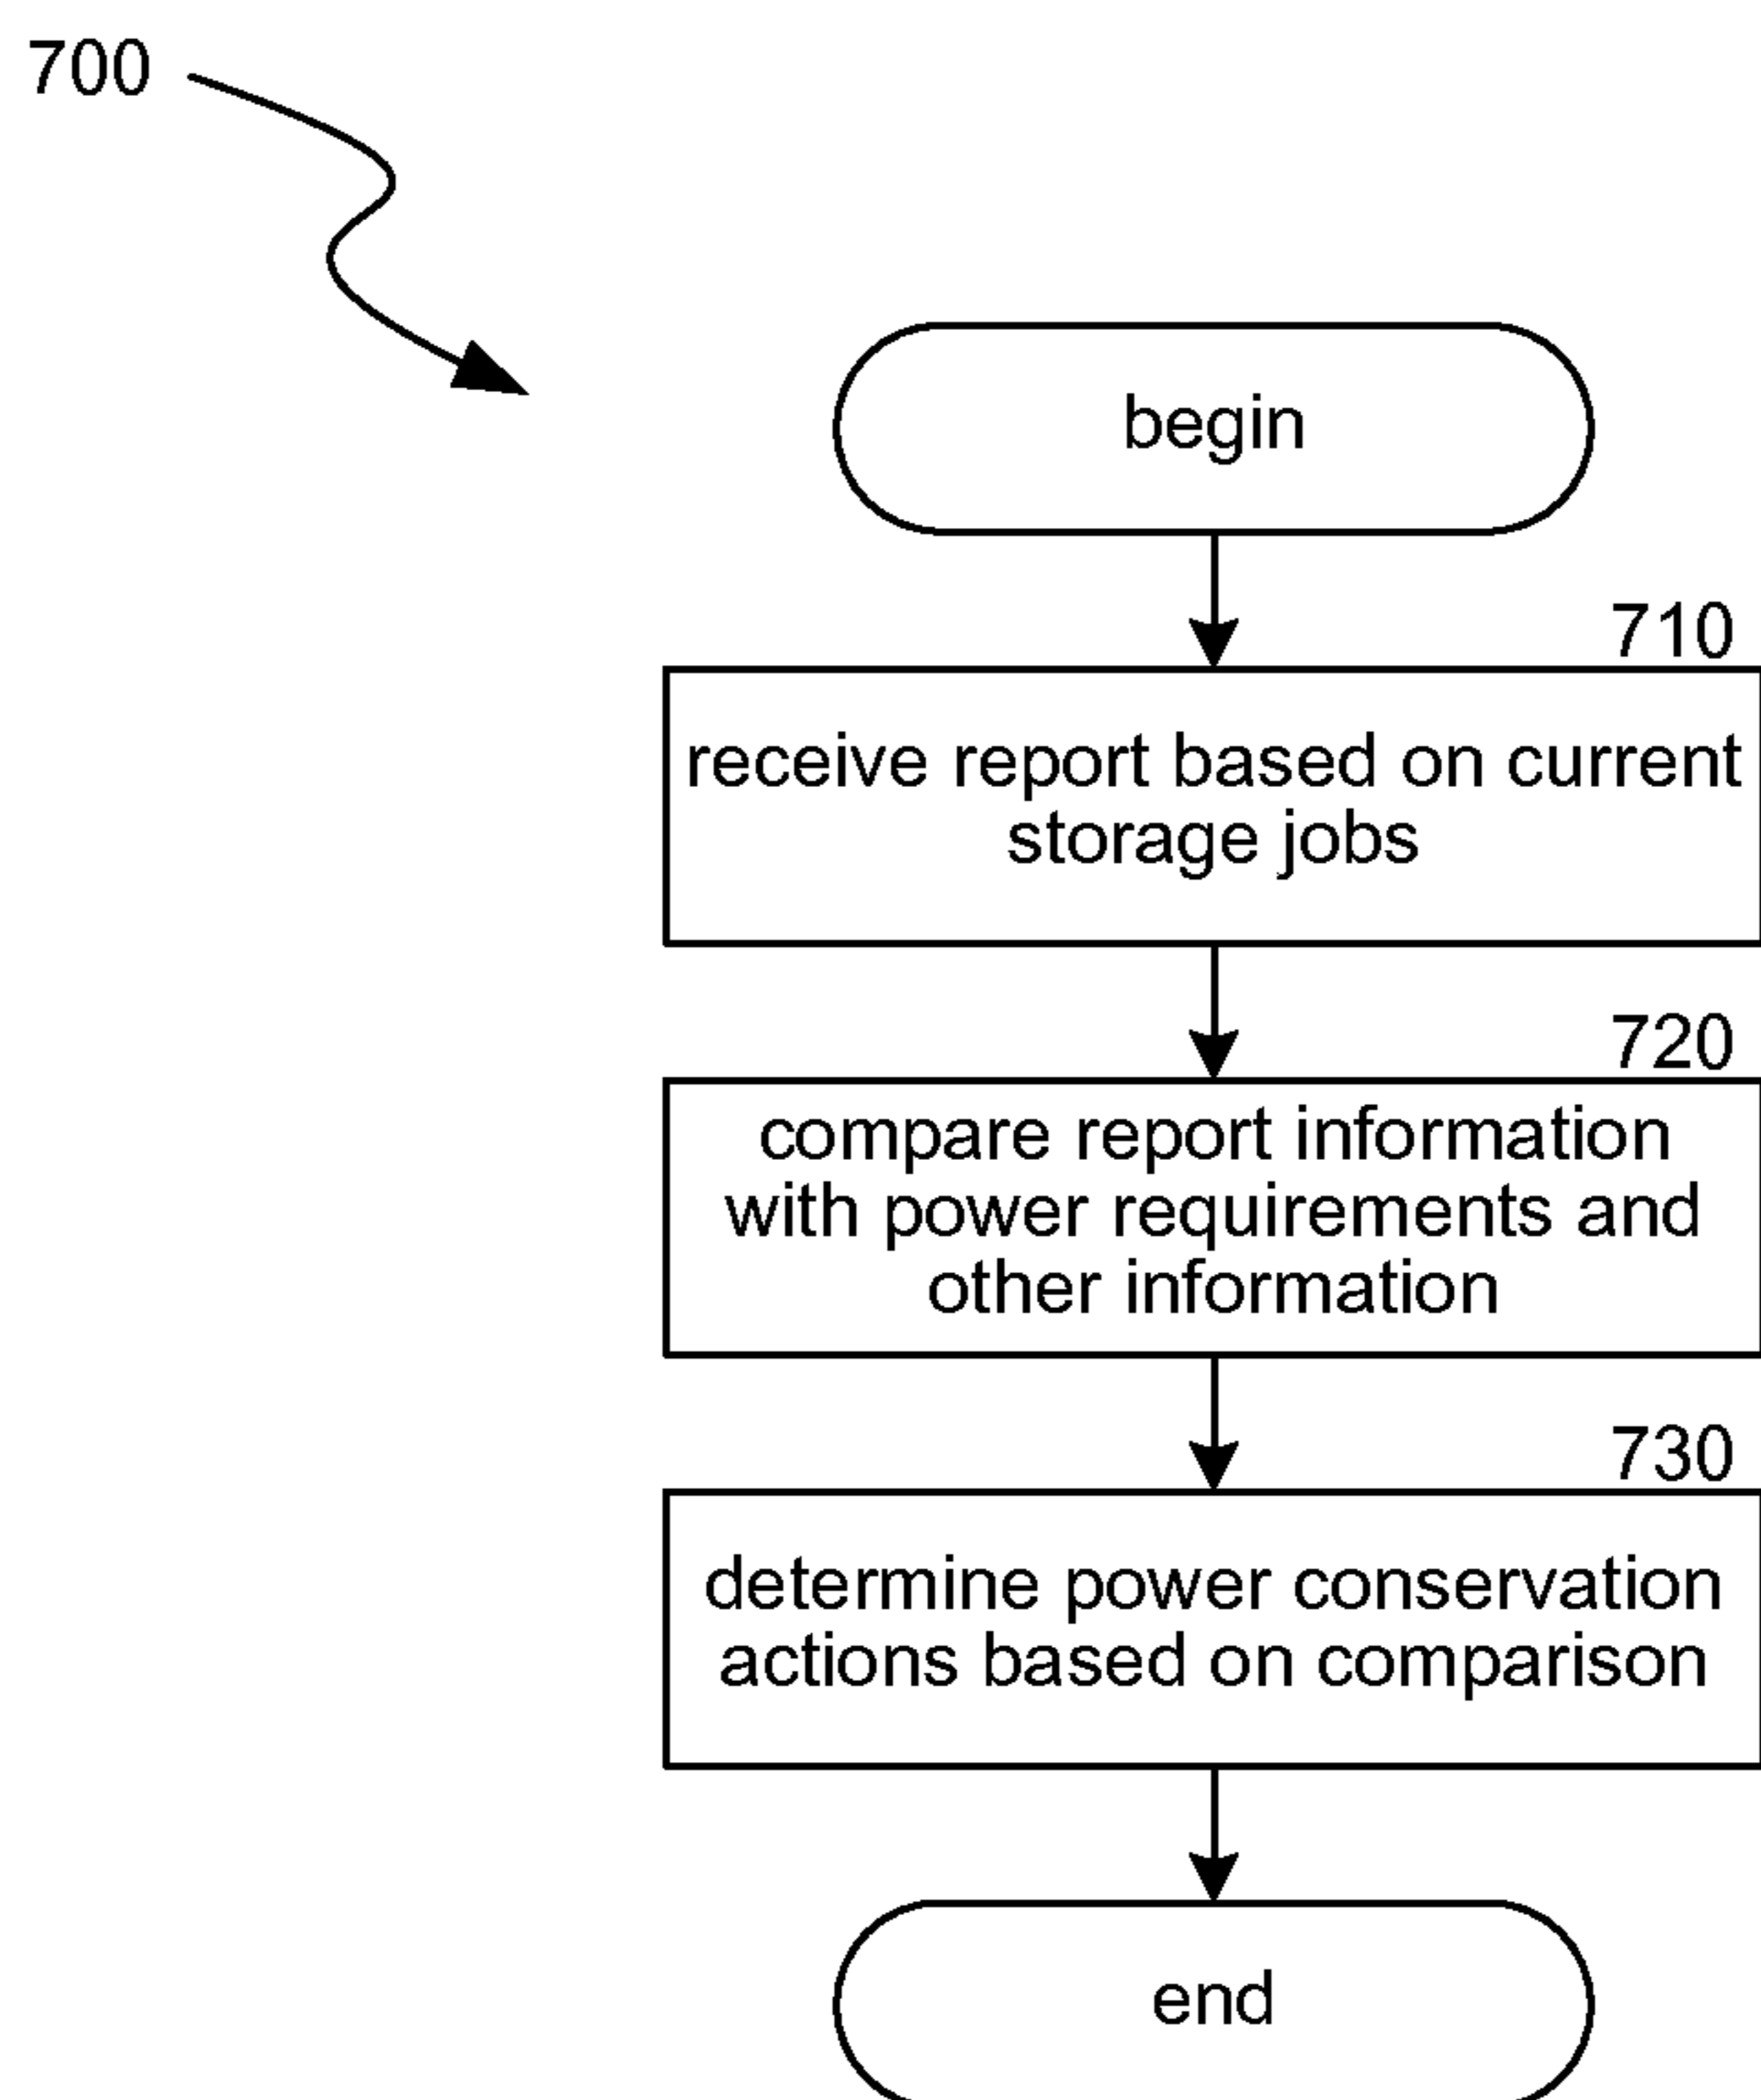 700
begin
710
receive report based on current
storage jobs
720
compare report information
with power requirements and
other information
730
determine power conservation
actions based on comparison
end